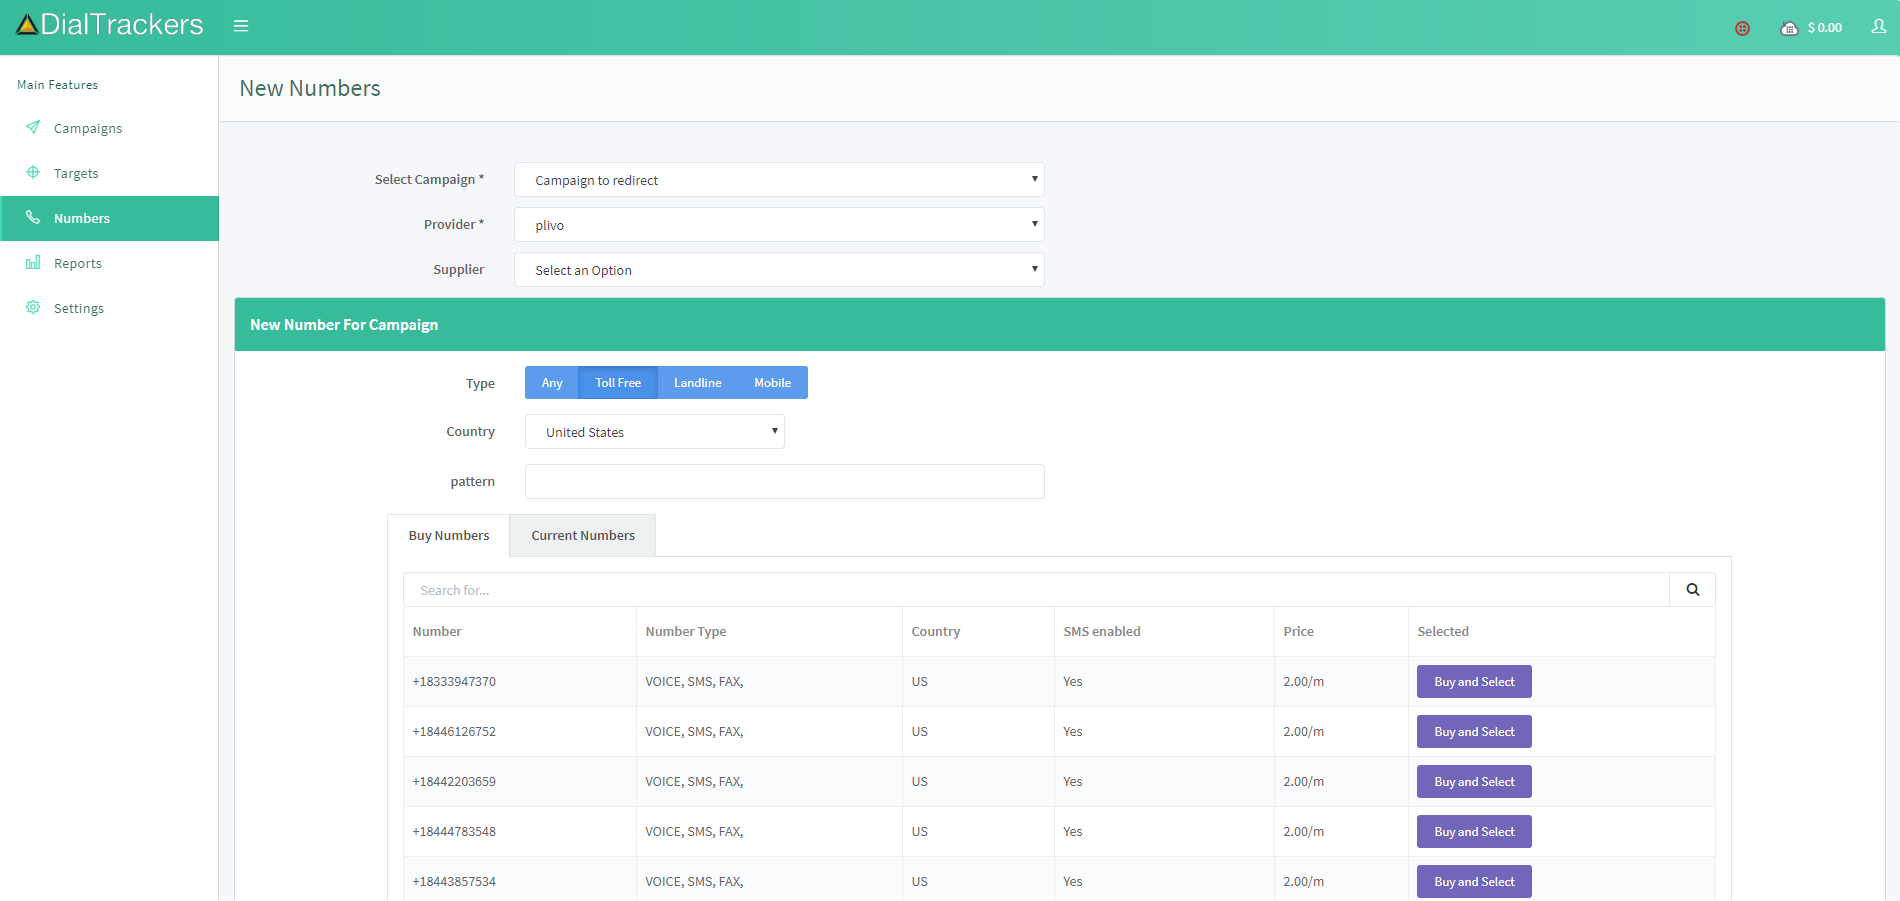 DialTrackers
$ 0.00
Main Features
Campaigns
Targets
Numbers
Reports
Settings
New Numbers
Select Campaign * Campaign to redirect
Provider * plivo
Supplier Select an Option
New Number For Campaign
Type Any Toll Free Landline Mobile
Country United States
pattern
Buy Numbers Current Numbers
Search for...
Number Number Type Country SMS enabled Price Selected
+18333947370 VOICE, SMS, FAX, US Yes 2.00/m Buy and Select
+18446126752 VOICE, SMS, FAX, US Yes 2.00/m Buy and Select
+18442203659 VOICE, SMS, FAX, US Yes 2.00/m Buy and Select
+18444783548 VOICE, SMS, FAX, US Yes 2.00/m Buy and Select
+18443857534 VOICE, SMS, FAX, US Yes 2.00/m Buy and Select